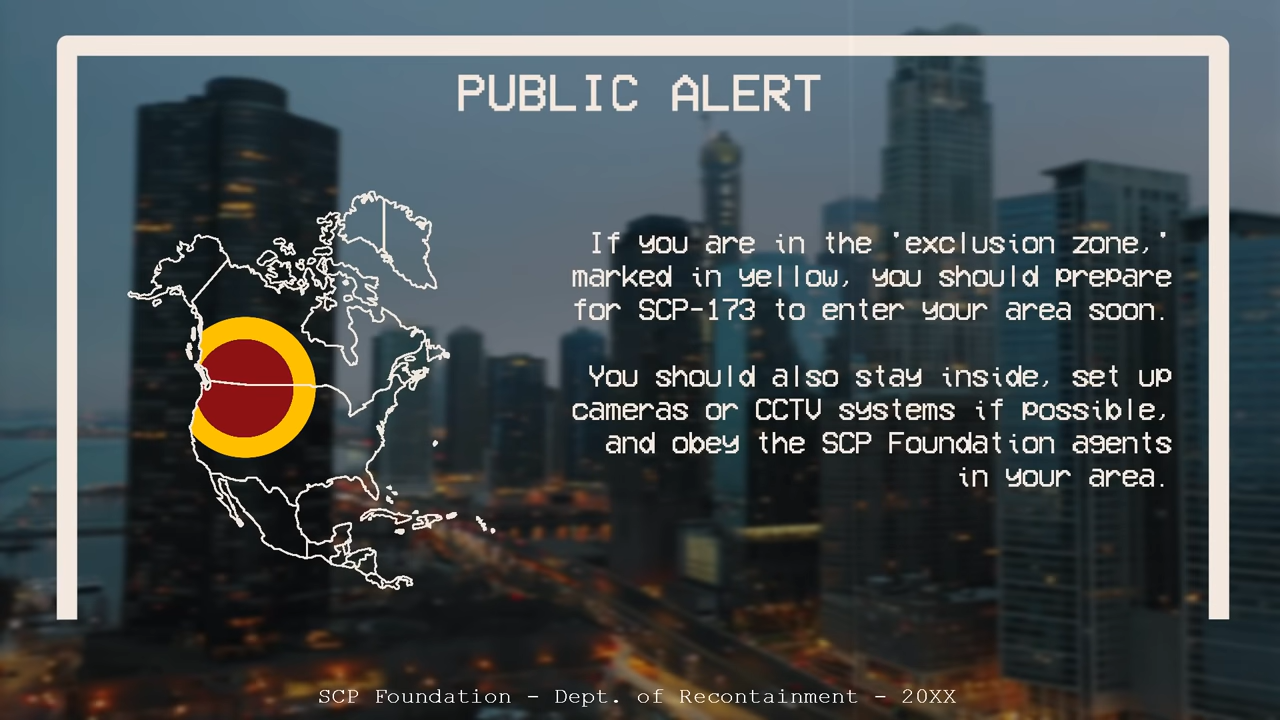 PUBLIC ALERT
If you are in the "exclusion zone,"
marked in yellow, you should prepare
for SCP-173 to enter your area soon.
You should also stay inside, set up
cameras or CCTV systems if possible,
and obey the SCP Foundation agents
in your area.
SCP Foundation - Dept. of Recontainment - 20XX